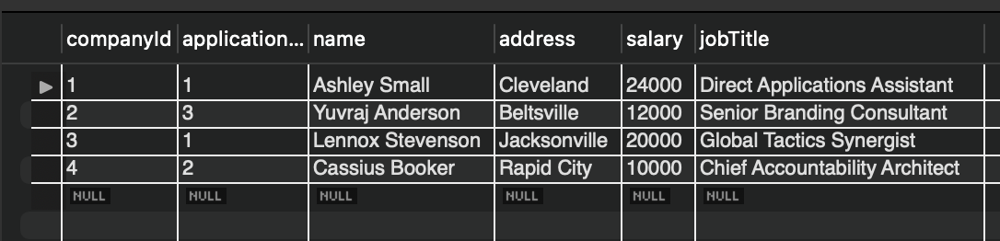 companyId application... name address salary jobTitle
1 1 Ashley Small Cleveland 24000 Direct Applications Assistant
2 3 Yuvraj Anderson Beltsville 12000 Senior Branding Consultant
3 1 Lennox Stevenson Jacksonville 20000 Global Tactics Synergist
4 2 Cassius Booker Rapid City 10000 Chief Accountability Architect
NULL NULL NULL NULL NULL NULL